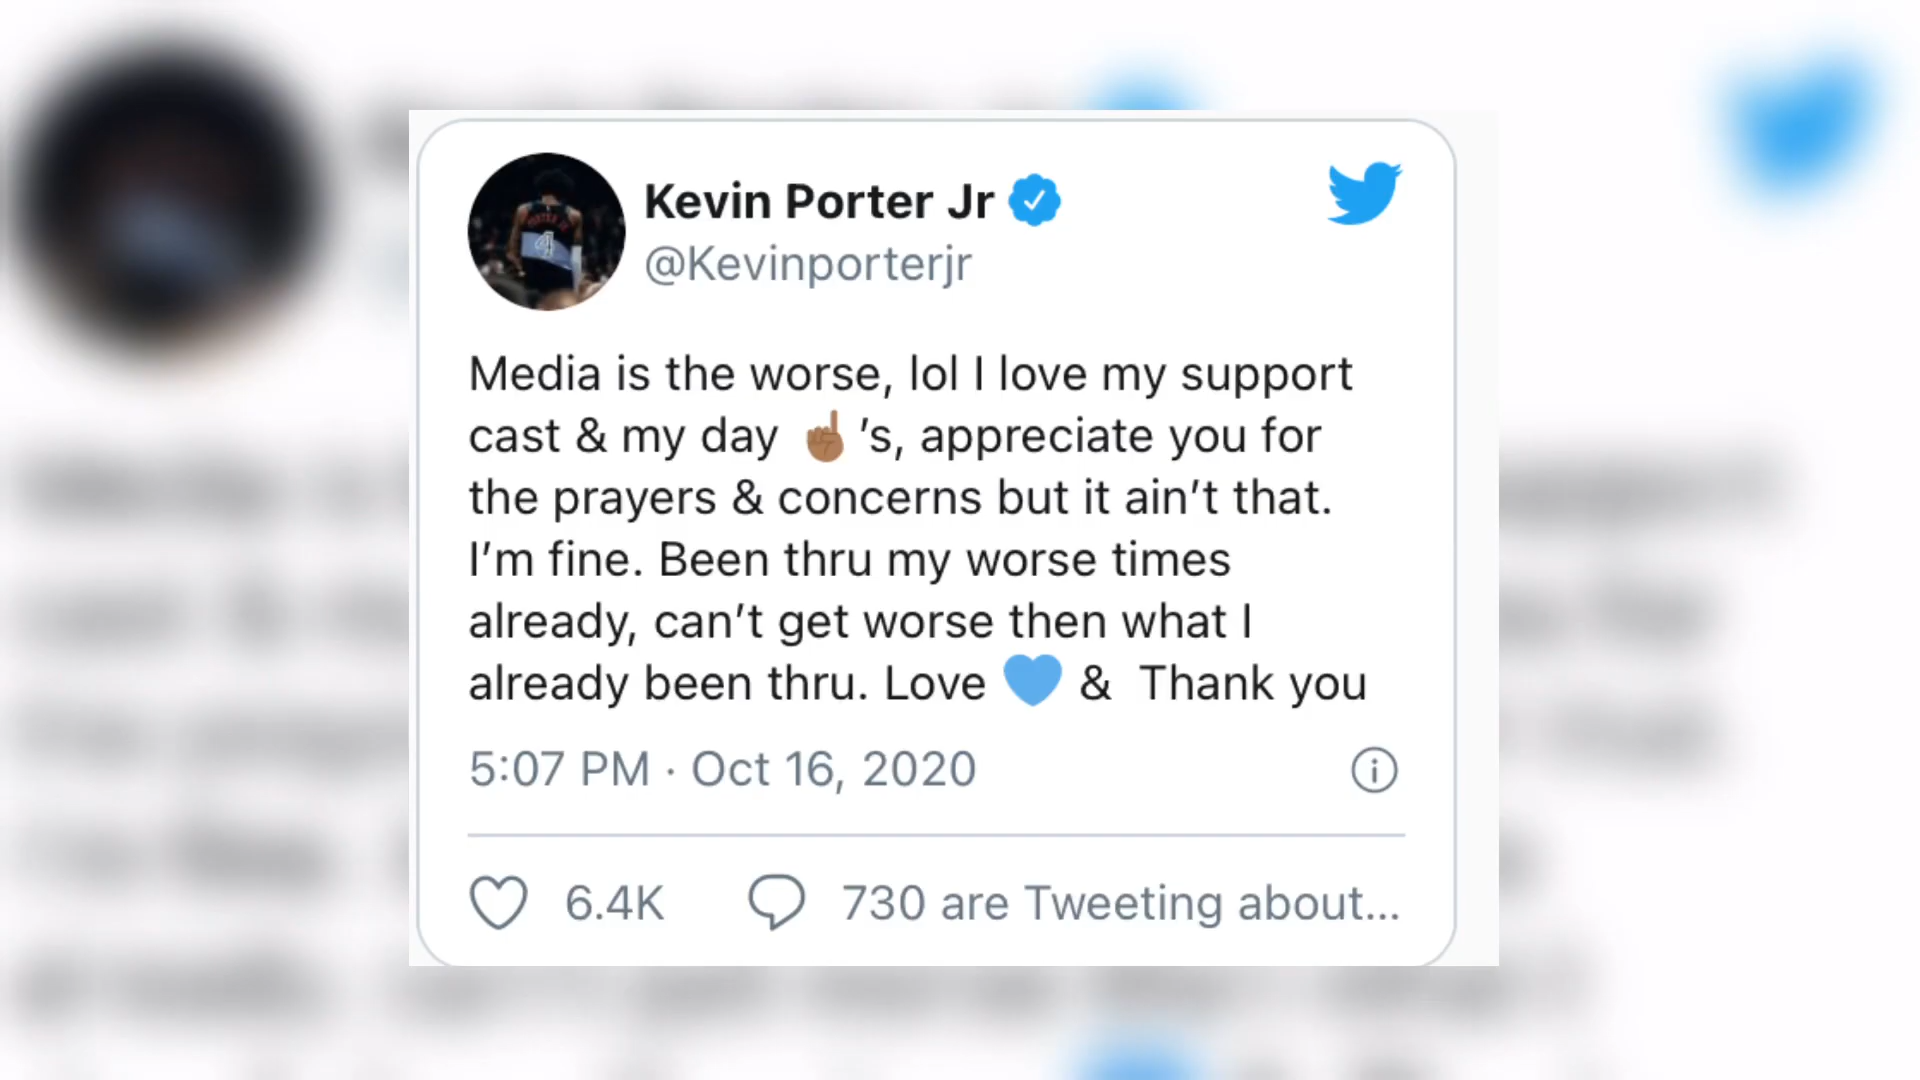 Kevin Porter Jr
@Kevinporterjr
Media is the worse, lol I love my support
cast & my day ☝🏾's, appreciate you for
the prayers & concerns but it ain't that.
I'm fine. Been thru my worse times
already, can't get worse then what I
already been thru. Love 💙 &  Thank you
5:07 PM · Oct 16, 2020
6.4K 730 are Tweeting about...